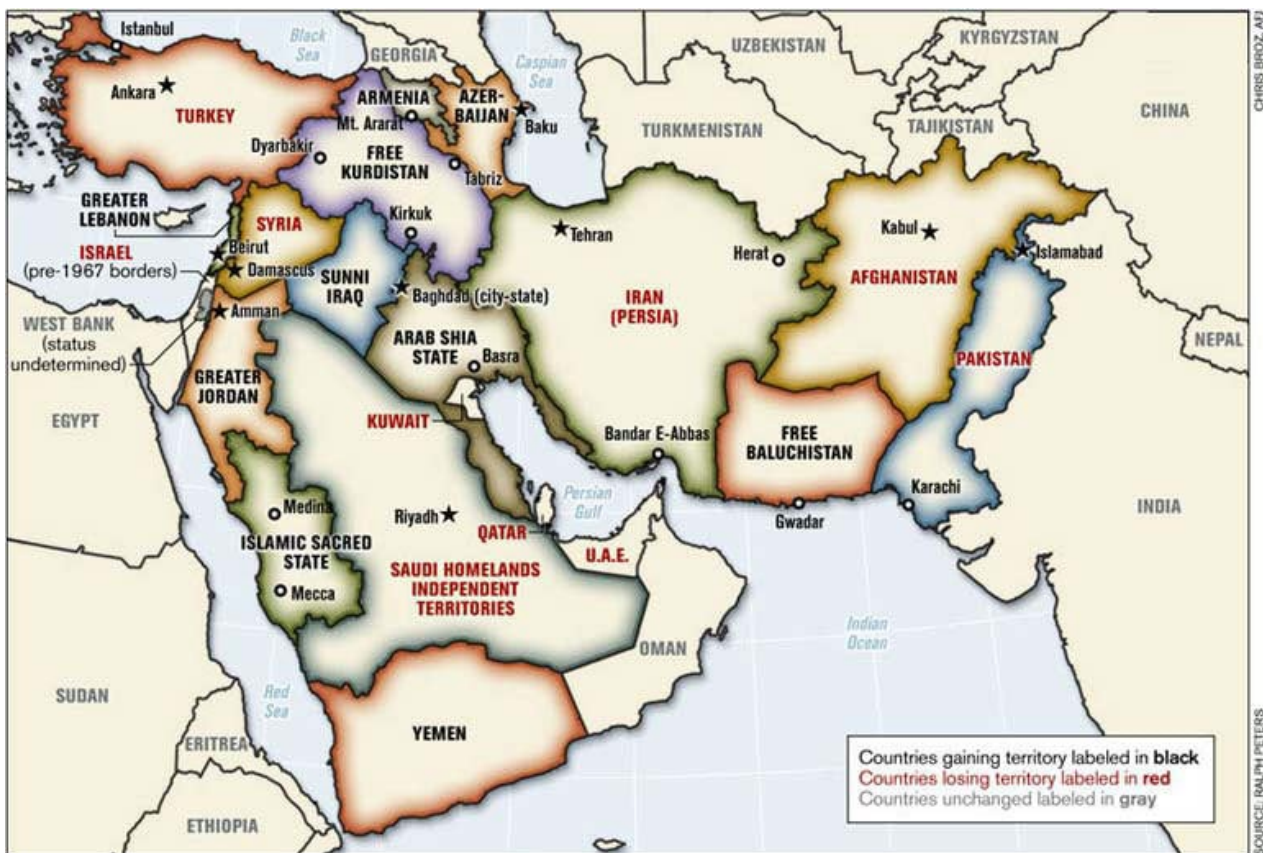 Istanbul
Black
Sea
GEORGIA
Caspian
Sea
UZBEKISTAN
KYRGYZSTAN
CHRIS BROZ, AFJ
Ankara
TURKEY
ARMENIA
Mt. Ararat
AZER-
BAIJAN
Baku
TURKMENISTAN
TAJIKISTAN
CHINA
Dyarbakir
FREE
KURDISTAN
Tabriz
GREATER
LEBANON
SYRIA
Kirkuk
Tehran
Herat
Kabul
Islamabad
ISRAEL
(pre-1967 borders)
Beirut
Damascus
SUNNI
IRAQ
Baghdad (city-state)
IRAN
(PERSIA)
AFGHANISTAN
WEST BANK
(status
undetermined)
Amman
ARAB SHIA
STATE
Basra
PAKISTAN
NEPAL
GREATER
JORDAN
EGYPT
KUWAIT
Bandar E-Abbas
FREE
BALUCHISTAN
Karachi
Medina
Riyadh
Persian
Gulf
Gwadar
INDIA
ISLAMIC SACRED
STATE
QATAR
U.A.E.
Mecca
SAUDI HOMELANDS
INDEPENDENT
TERRITORIES
OMAN
Indian
Ocean
SUDAN
Red
Sea
YEMEN
ERITREA
ETHIOPIA
Countries gaining territory labeled in black
Countries losing territory labeled in red
Countries unchanged labeled in gray
SOURCE: RALPH PETERS